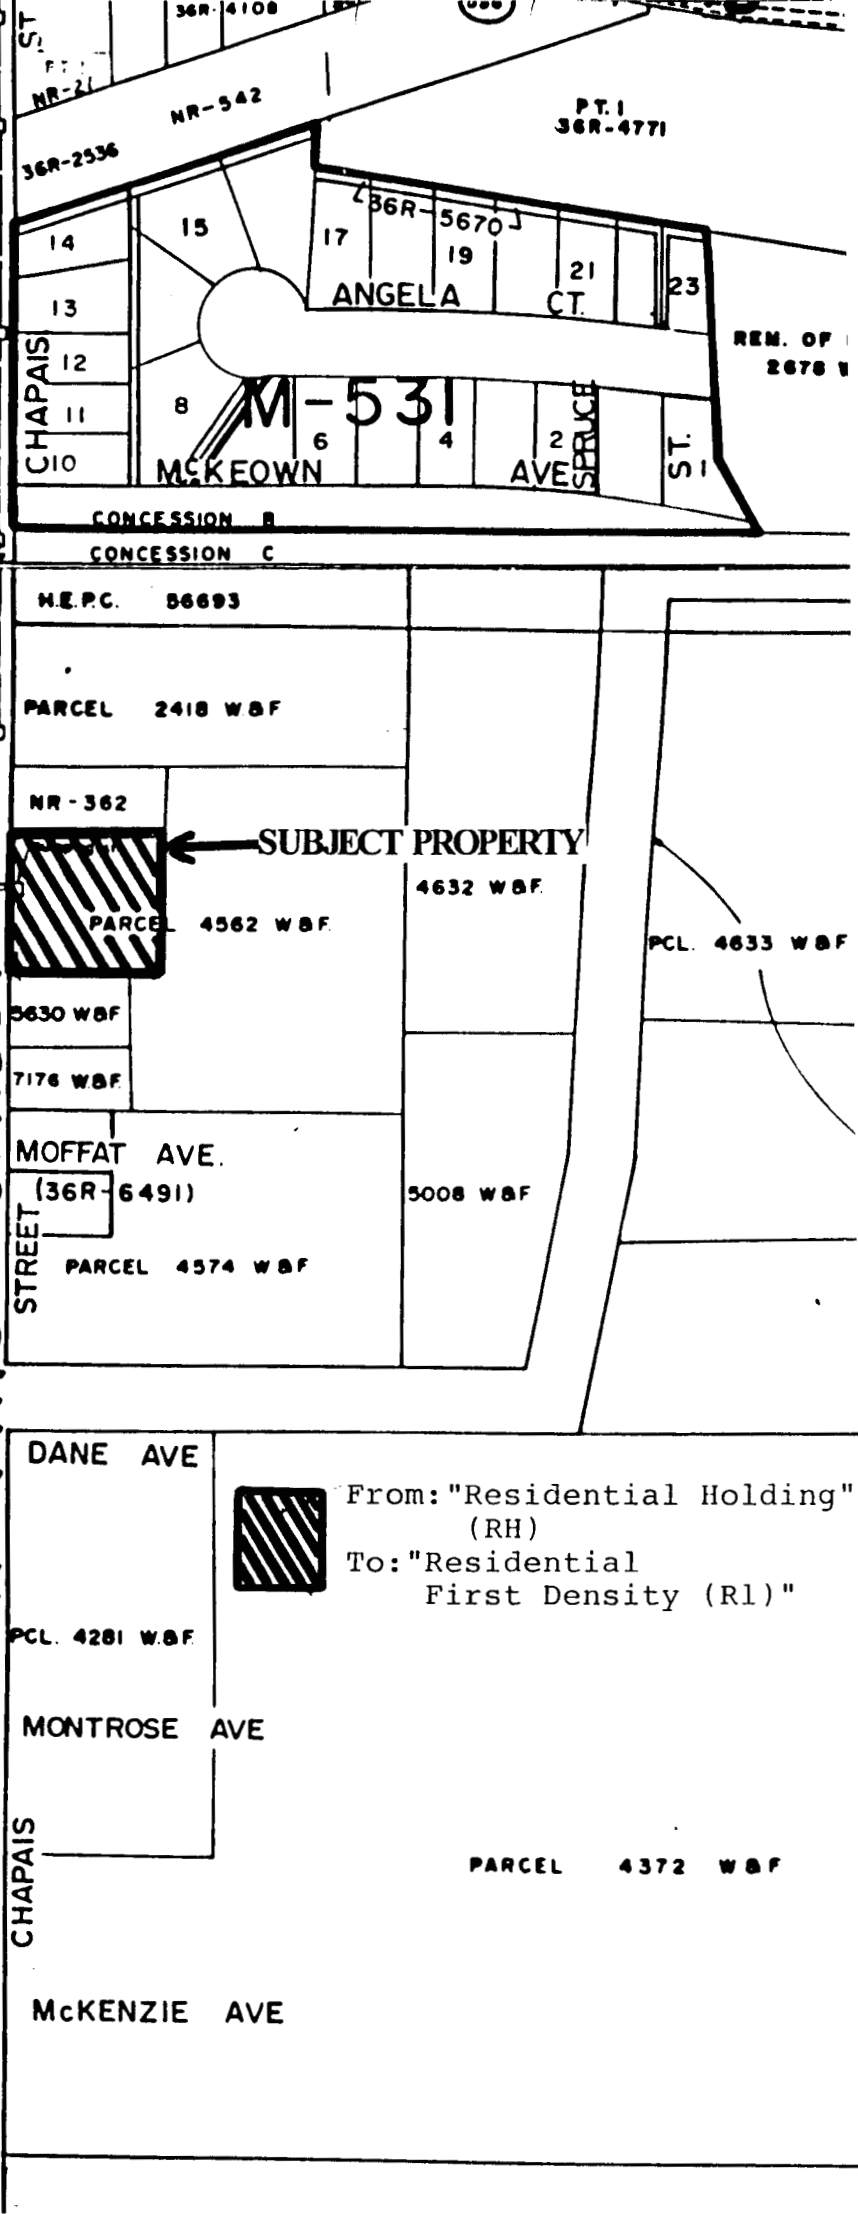 36R-4108
ST
NR-21
NR-542
PT. 1
36R-4771
36R-2536
36R-5670
14
15
17
19
21
23
13
ANGELA CT.
REM. OF
2678
12
CHAPAIS
M-531
8
11
6
4
2
SPRUCE ST.
1
10
McKEOWN AVE
CONCESSION B
CONCESSION C
H.E.P.C. 56693
PARCEL 2418 W&F
NR-362
SUBJECT PROPERTY
4632 W&F.
PARCEL 4562 W&F.
PCL. 4633 W&F
5630 W&F
7176 W&F.
MOFFAT AVE.
(36R-6491)
5008 W&F
STREET
PARCEL 4574 W&F
DANE AVE
From:"Residential Holding"
(RH)
To:"Residential
First Density (R1)"
PCL. 4281 W.&F.
MONTROSE AVE
CHAPAIS
PARCEL 4372 W&F
McKENZIE AVE